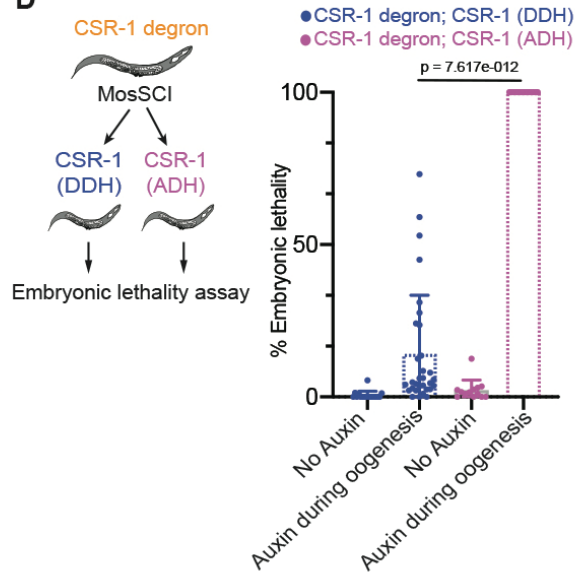 D
CSR-1 degron
MosSCI
CSR-1 (DDH)
CSR-1 (ADH)
Embryonic lethality assay
CSR-1 degron; CSR-1 (DDH)
CSR-1 degron; CSR-1 (ADH)
p = 7.617e-012
% Embryonic lethality
100
50
0
No Auxin
Auxin during oogenesis
No Auxin
Auxin during oogenesis